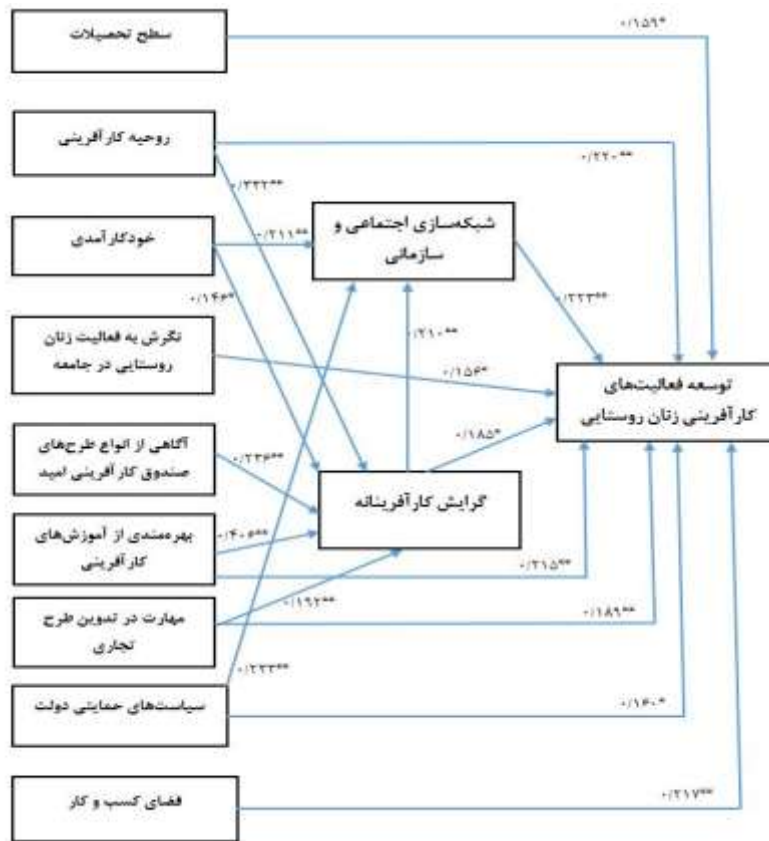 سطح تحصیلات
۰/۱۵۹*
روحیه کارآفرینی
۰/۲۲۰**
۰/۳۲۲**
شبکه‌سازی اجتماعی و
سازمانی
خودکارآمدی
۰/۲۱۱**
۰/۱۴۶*
۰/۲۲۳**
۰/۲۱۰**
نگرش به فعالیت زنان
روستایی در جامعه
۰/۱۵۶*
توسعه فعالیت‌های
کارآفرینی زنان روستایی
آگاهی از انواع طرح‌های
صندوق کارآفرینی امید
۰/۲۳۶**
۰/۱۸۵*
گرایش کارآفرینانه
بهره‌مندی از آموزش‌های
کارآفرینی
۰/۴۰۶**
۰/۲۱۵**
مهارت در تدوین طرح
تجاری
۰/۱۹۲**
۰/۱۸۹**
۰/۲۳۳**
سیاست‌های حمایتی دولت
۰/۱۶۰*
فضای کسب و کار
۰/۲۱۷**